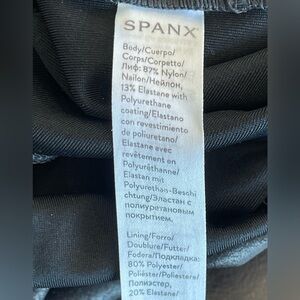 SPANX
Body/Cuerpo/
Corps/Corpetto/
Лиф: 87% Nylon/
Nailon/Нейлон,
13% Elastane with
Polyurethane
coating/Elastano
con revestimiento
de poliuretano/
Elastane avec
revêtement en
Polyuréthanne/
Elastan mit
Polyurethan-Beschi
chtung/Эластан с
полиуретановым
покрытием.
Lining/Forro/
Doublure/Futter/
Fodera/Подкладка:
80% Polyester/
Poliéster/Poliestere/
Полиэстер,
20% Elastane/